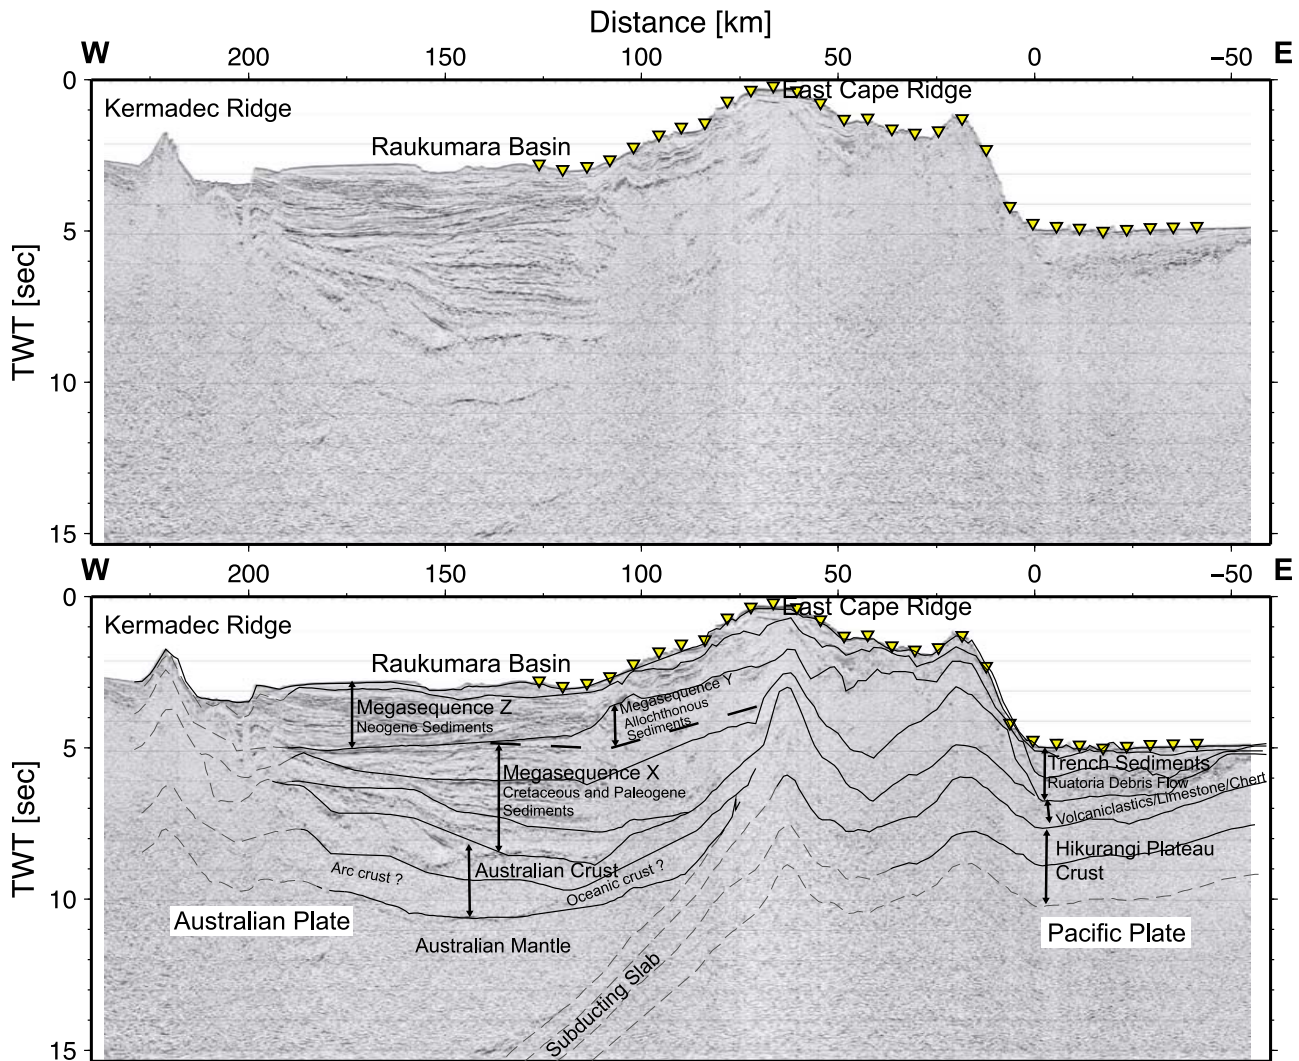 Distance [km]
W 200 150 100 50 0 −50 E
0
Kermadec Ridge
East Cape Ridge
Raukumara Basin
5
TWT [sec]
10
15
W 200 150 100 50 0 −50 E
0
Kermadec Ridge
East Cape Ridge
Raukumara Basin
Megasequence Z
Neogene Sediments
Megasequence Y
Allochthonous
Sediments
5
Trench Sediments
Ruatoria Debris Flow
Megasequence X
Cretaceous and Paleogene
Sediments
Volcaniclastics/Limestone/Chert
TWT [sec]
Hikurangi Plateau
Crust
Arc crust ?
Australian Crust
Oceanic crust ?
10
Australian Plate
Australian Mantle
Pacific Plate
Subducting Slab
15